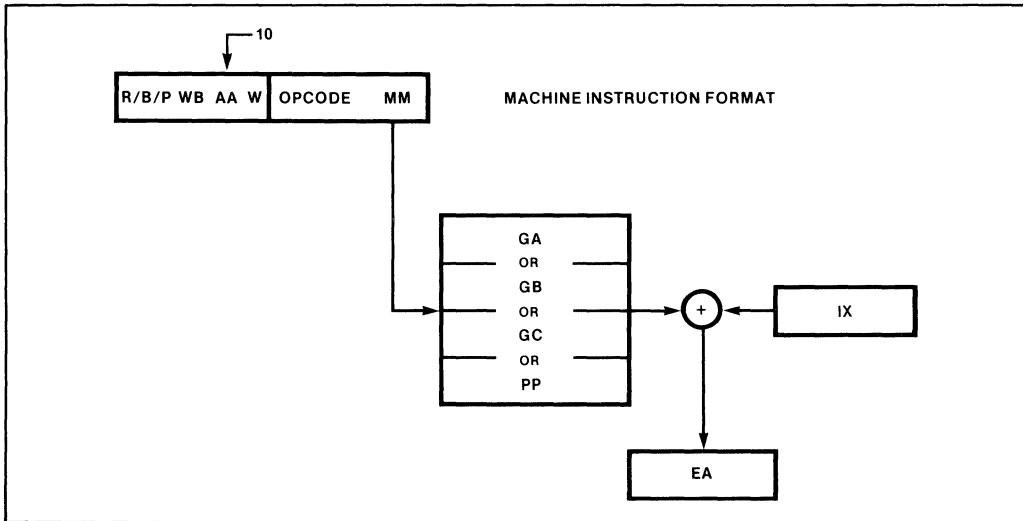 10
R/B/P WB AA W OPCODE MM
MACHINE INSTRUCTION FORMAT
GA
OR
GB
OR
GC
OR
PP
+
IX
EA